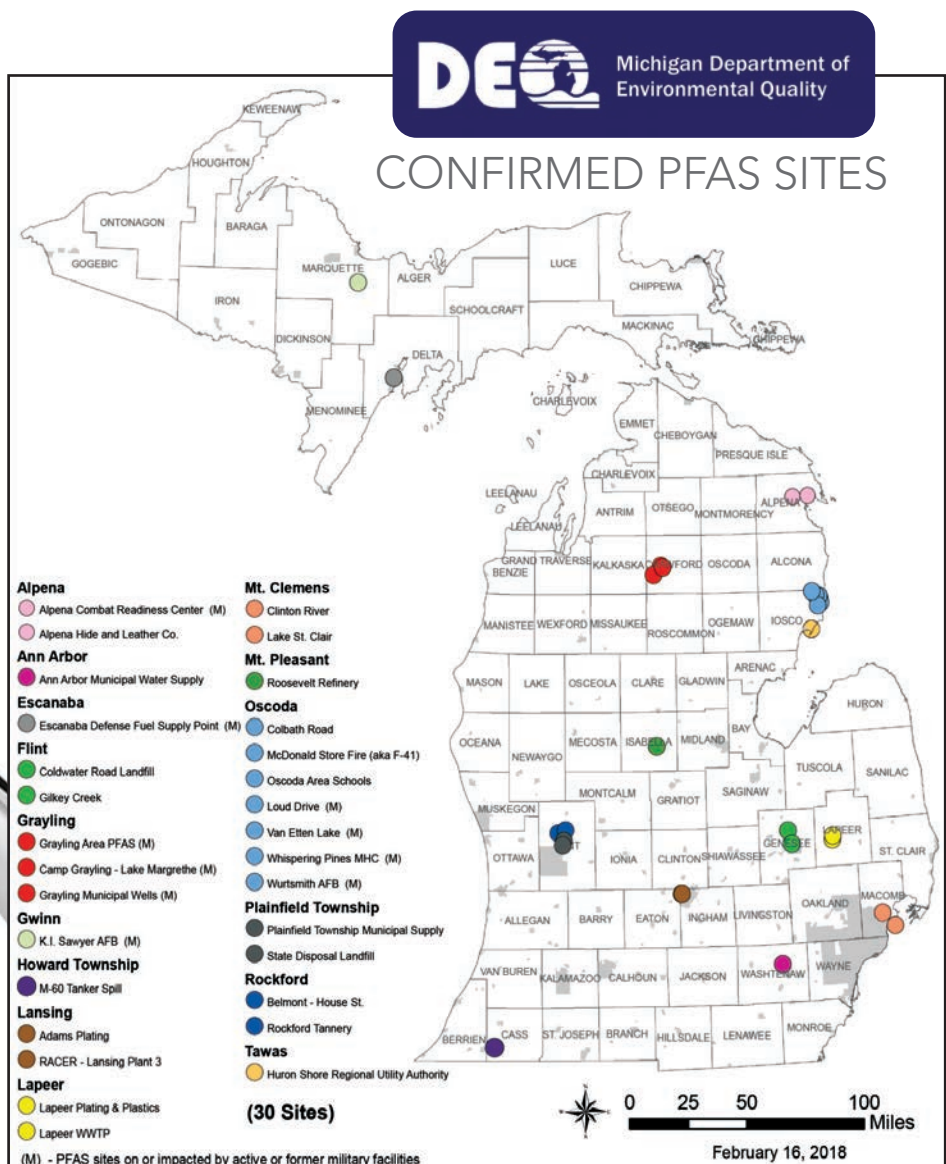 DEQ
Michigan Department of
Environmental Quality
CONFIRMED PFAS SITES
KEWEENAW
HOUGHTON
ONTONAGON
BARAGA
GOGEBIC
MARQUETTE
ALGER
LUCE
CHIPPEWA
IRON
SCHOOLCRAFT
MACKINAC
CHIPPEWA
DICKINSON
DELTA
MENOMINEE
CHARLEVOIX
EMMET
CHEBOYGAN
PRESQUE ISLE
CHARLEVOIX
LEELANAU
ANTRIM
OTSEGO
MONTMORENCY
ALPENA
LEELANAU
GRAND TRAVERSE
BENZIE
KALKASKA
CRAWFORD
OSCODA
ALCONA
MANISTEE
WEXFORD
MISSAUKEE
ROSCOMMON
OGEMAW
IOSCO
ARENAC
MASON
LAKE
OSCEOLA
CLARE
GLADWIN
HURON
BAY
OCEANA
NEWAYGO
MECOSTA
ISABELLA
MIDLAND
TUSCOLA
SANILAC
MONTCALM
GRATIOT
SAGINAW
MUSKEGON
LAPEER
GENESEE
ST. CLAIR
OTTAWA
IONIA
CLINTON
SHIAWASSEE
MACOMB
OAKLAND
ALLEGAN
BARRY
EATON
INGHAM
LIVINGSTON
VAN BUREN
KALAMAZOO
CALHOUN
JACKSON
WASHTENAW
WAYNE
BERRIEN
CASS
ST. JOSEPH
BRANCH
HILLSDALE
LENAWEE
MONROE
Alpena
Alpena Combat Readiness Center (M)
Alpena Hide and Leather Co.
Ann Arbor
Ann Arbor Municipal Water Supply
Escanaba
Escanaba Defense Fuel Supply Point (M)
Flint
Coldwater Road Landfill
Gilkey Creek
Grayling
Grayling Area PFAS (M)
Camp Grayling - Lake Margrethe (M)
Grayling Municipal Wells (M)
Gwinn
K.I. Sawyer AFB (M)
Howard Township
M-60 Tanker Spill
Lansing
Adams Plating
RACER - Lansing Plant 3
Lapeer
Lapeer Plating & Plastics
Lapeer WWTP
Mt. Clemens
Clinton River
Lake St. Clair
Mt. Pleasant
Roosevelt Refinery
Oscoda
Colbath Road
McDonald Store Fire (aka F-41)
Oscoda Area Schools
Loud Drive (M)
Van Etten Lake (M)
Whispering Pines MHC (M)
Wurtsmith AFB (M)
Plainfield Township
Plainfield Township Municipal Supply
State Disposal Landfill
Rockford
Belmont - House St.
Rockford Tannery
Tawas
Huron Shore Regional Utility Authority
(30 Sites)
(M) - PFAS sites on or impacted by active or former military facilities
0 25 50 100
Miles
February 16, 2018